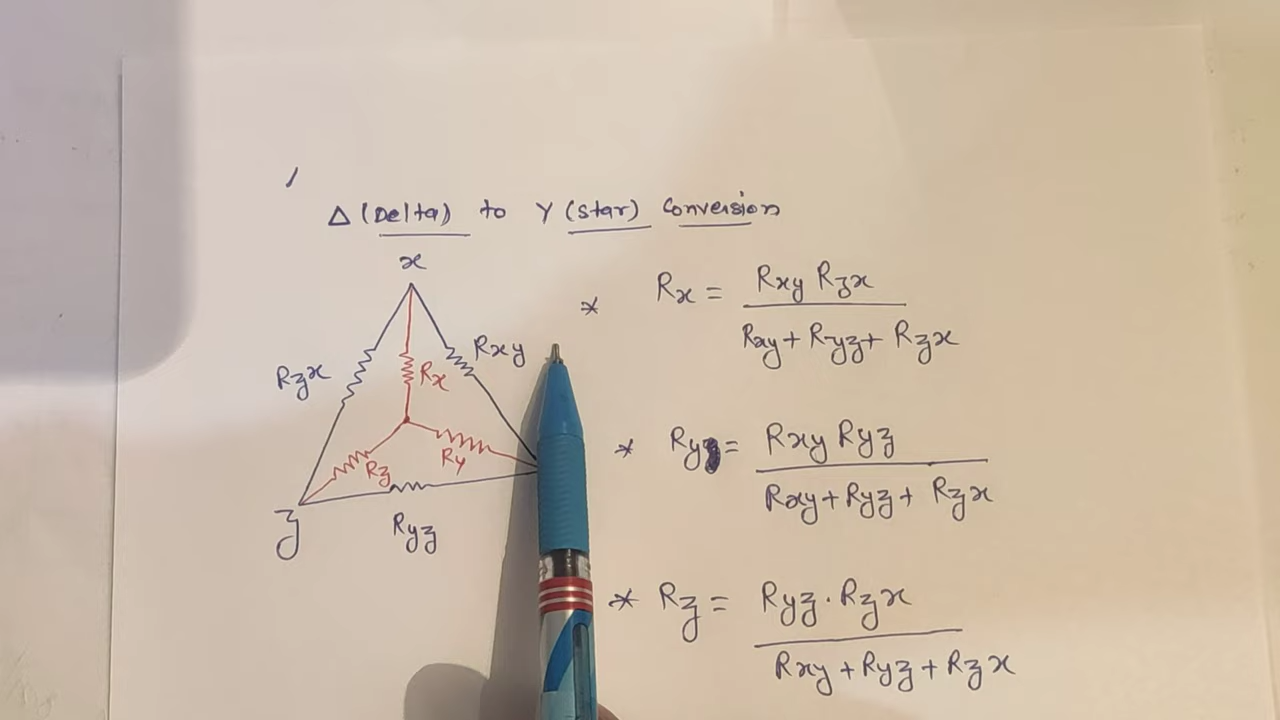 Δ (Delta) to Y (Star) Conversion
x
Rzx
Rxy
Rx
Rz
Ry
z
Ryz
* Rx = Rxy Rzx
Rxy + Ryz + Rzx
* Ry = Rxy Ryz
Rxy + Ryz + Rzx
* Rz = Ryz . Rzx
Rxy + Ryz + Rzx